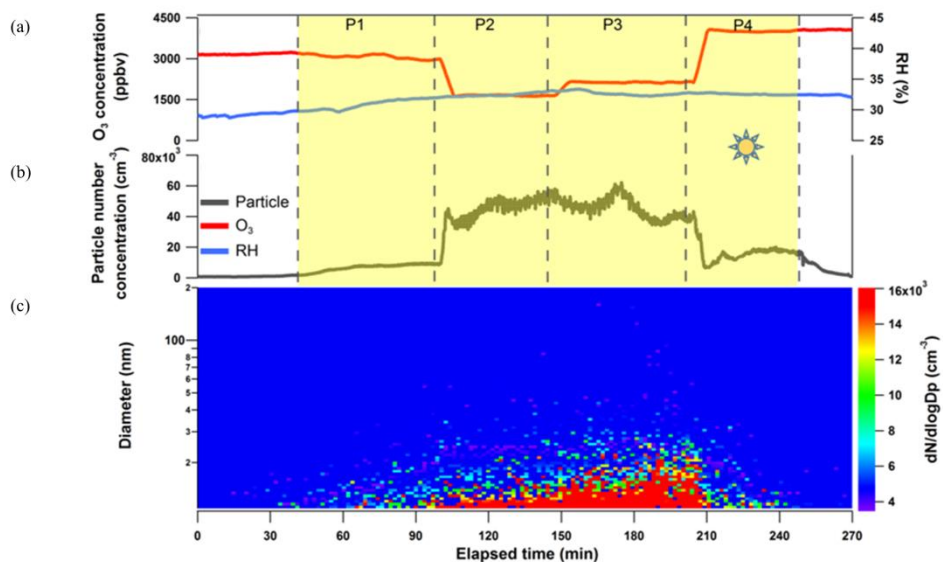 (a)
4500
3000
1500
0
O3 concentration
(ppbv)
P1
P2
P3
P4
45
40
35
30
25
RH (%)
(b)
80x10³
60
40
20
0
Particle number
concentration (cm⁻³)
Particle
O₃
RH
(c)
2
100
8
6
5
4
3
2
Diameter (nm)
16x10³
14
12
10
8
6
4
dN/dlogDp (cm⁻³)
0
30
60
90
120
150
180
210
240
270
Elapsed time (min)